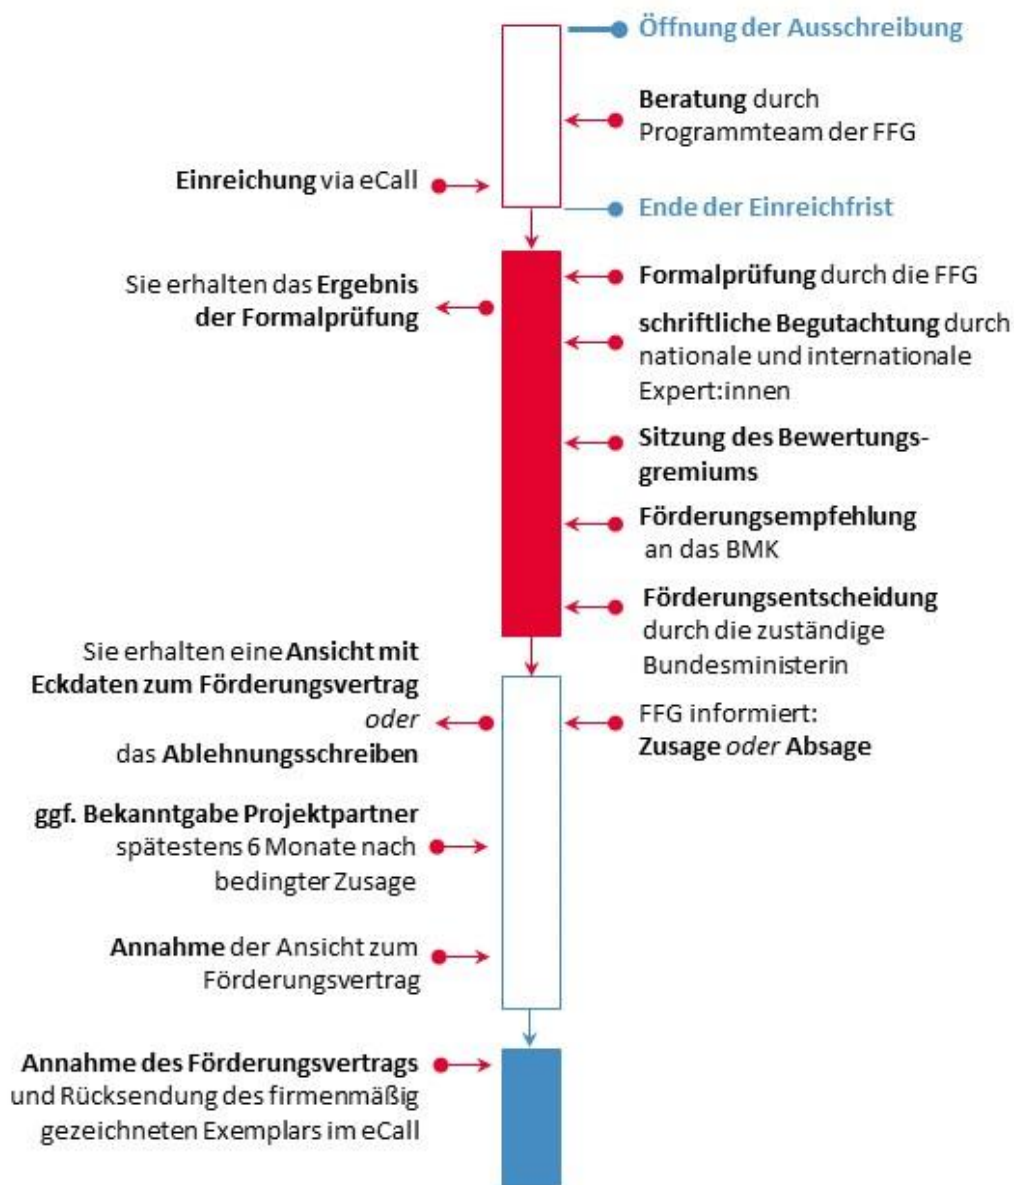 Öffnung der Ausschreibung
Beratung durch
Programmteam der FFG
Einreichung via eCall
Ende der Einreichfrist
Formalprüfung durch die FFG
Sie erhalten das Ergebnis
der Formalprüfung
schriftliche Begutachtung durch
nationale und internationale
Expert:innen
Sitzung des Bewertungs-
gremiums
Förderungsempfehlung
an das BMK
Förderungsentscheidung
durch die zuständige
Bundesministerin
Sie erhalten eine Ansicht mit
Eckdaten zum Förderungsvertrag
oder
das Ablehnungsschreiben
FFG informiert:
Zusage oder Absage
ggf. Bekanntgabe Projektpartner
spätestens 6 Monate nach
bedingter Zusage
Annahme der Ansicht zum
Förderungsvertrag
Annahme des Förderungsvertrags
und Rücksendung des firmenmäßig
gezeichneten Exemplars im eCall